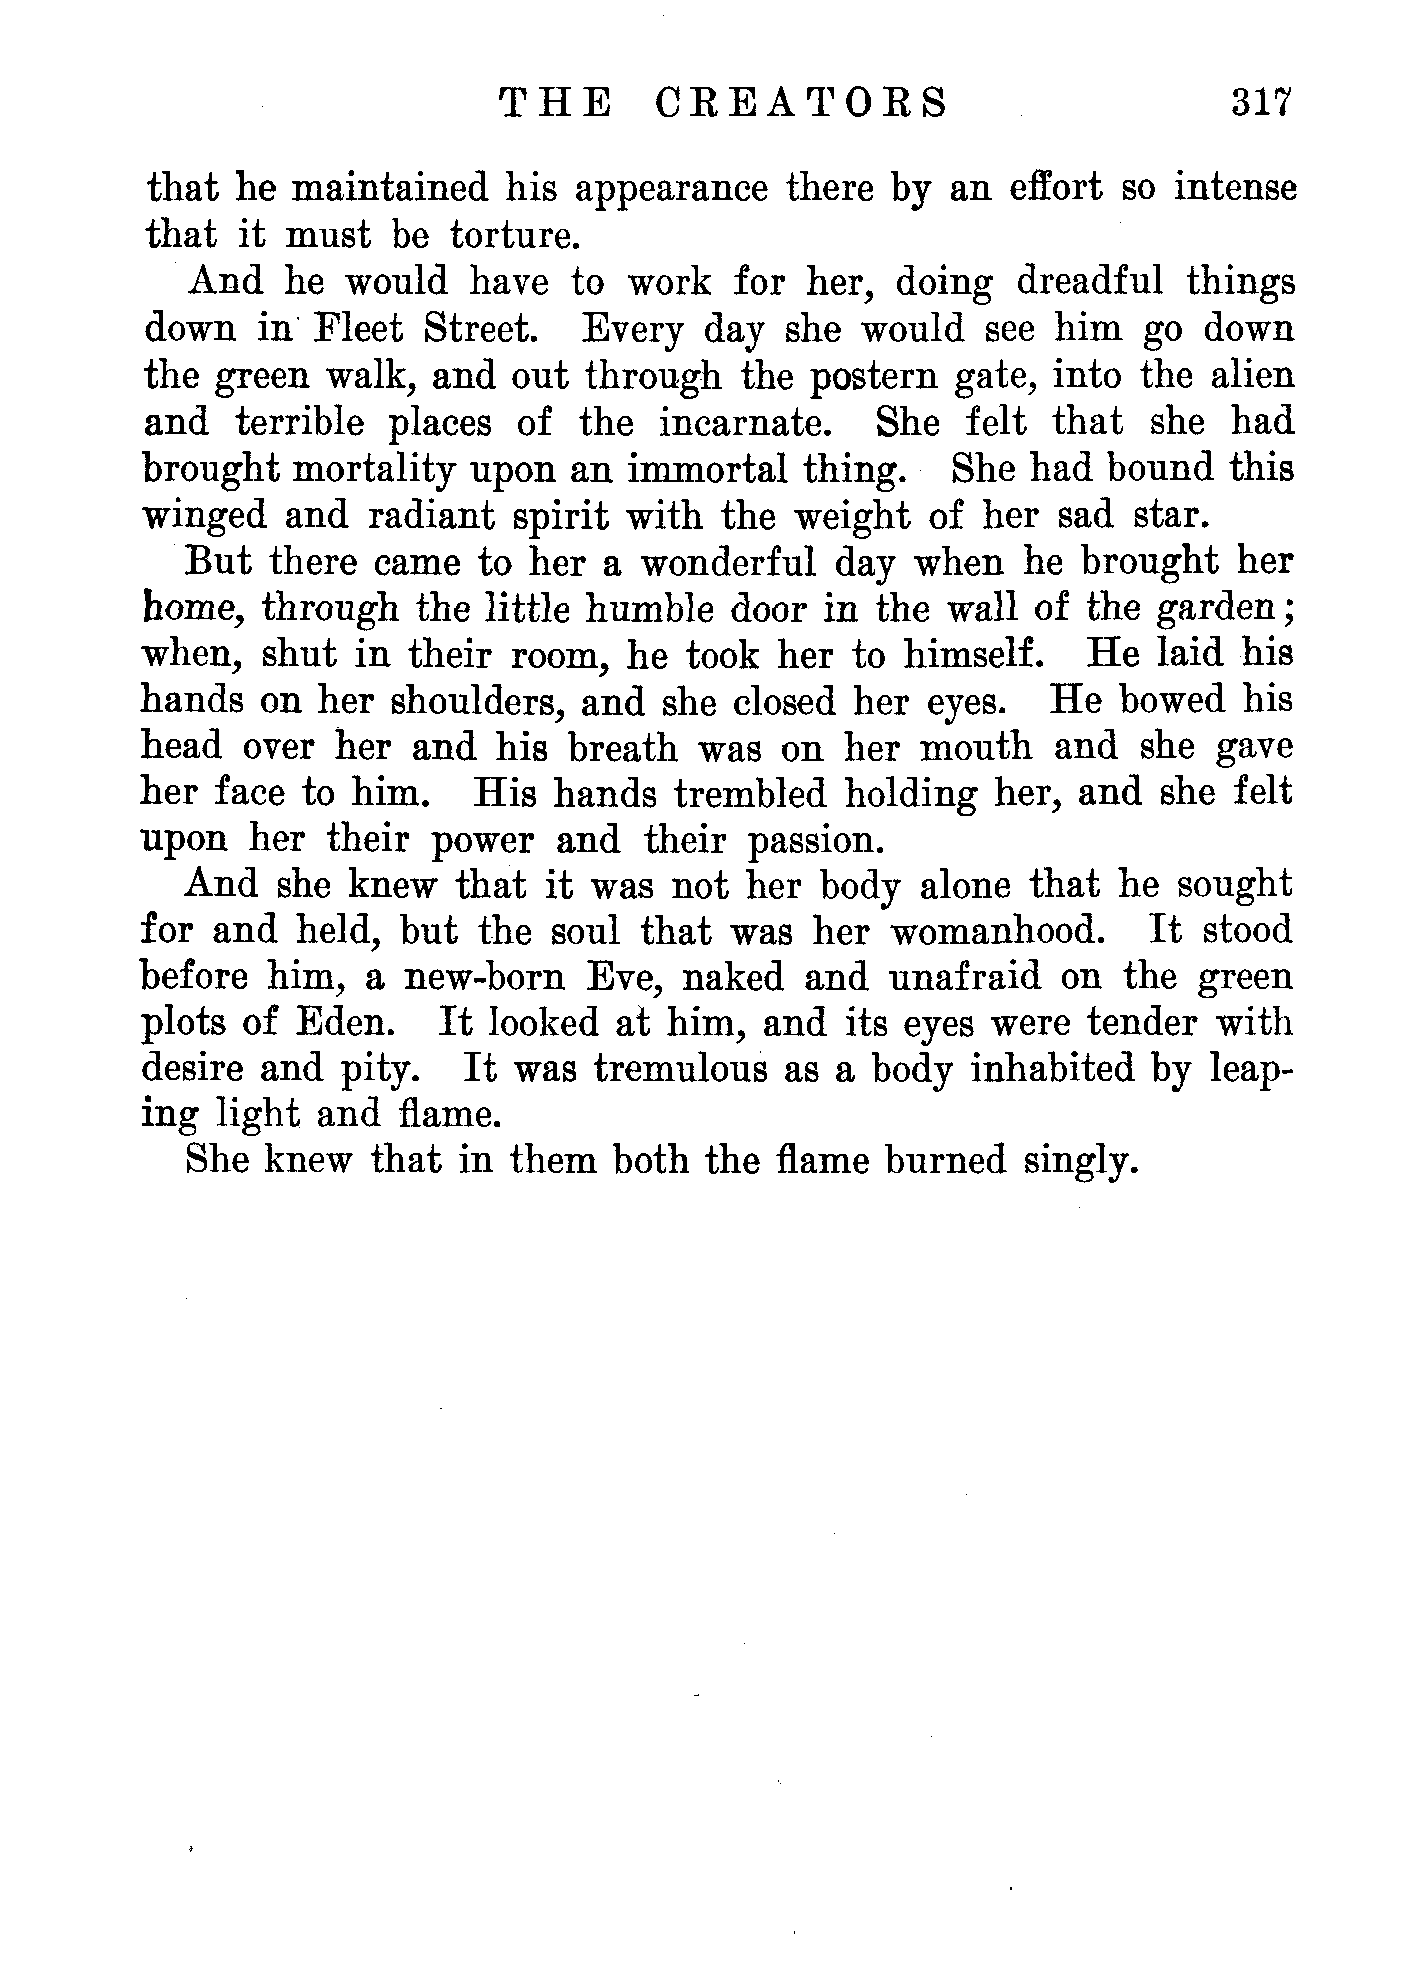 THE CREATORS 317
that he maintained his appearance there by an effort so intense
that it must be torture.
And he would have to work for her, doing dreadful things
down in Fleet Street. Every day she would see him go down
the green walk, and out through the postern gate, into the alien
and terrible places of the incarnate. She felt that she had
brought mortality upon an immortal thing. She had bound this
winged and radiant spirit with the weight of her sad star.
But there came to her a wonderful day when he brought her
home, through the little humble door in the wall of the garden;
when, shut in their room, he took her to himself. He laid his
hands on her shoulders, and she closed her eyes. He bowed his
head over her and his breath was on her mouth and she gave
her face to him. His hands trembled holding her, and she felt
upon her their power and their passion.
And she knew that it was not her body alone that he sought
for and held, but the soul that was her womanhood. It stood
before him, a new-born Eve, naked and unafraid on the green
plots of Eden. It looked at him, and its eyes were tender with
desire and pity. It was tremulous as a body inhabited by leap-
ing light and flame.
She knew that in them both the flame burned singly.